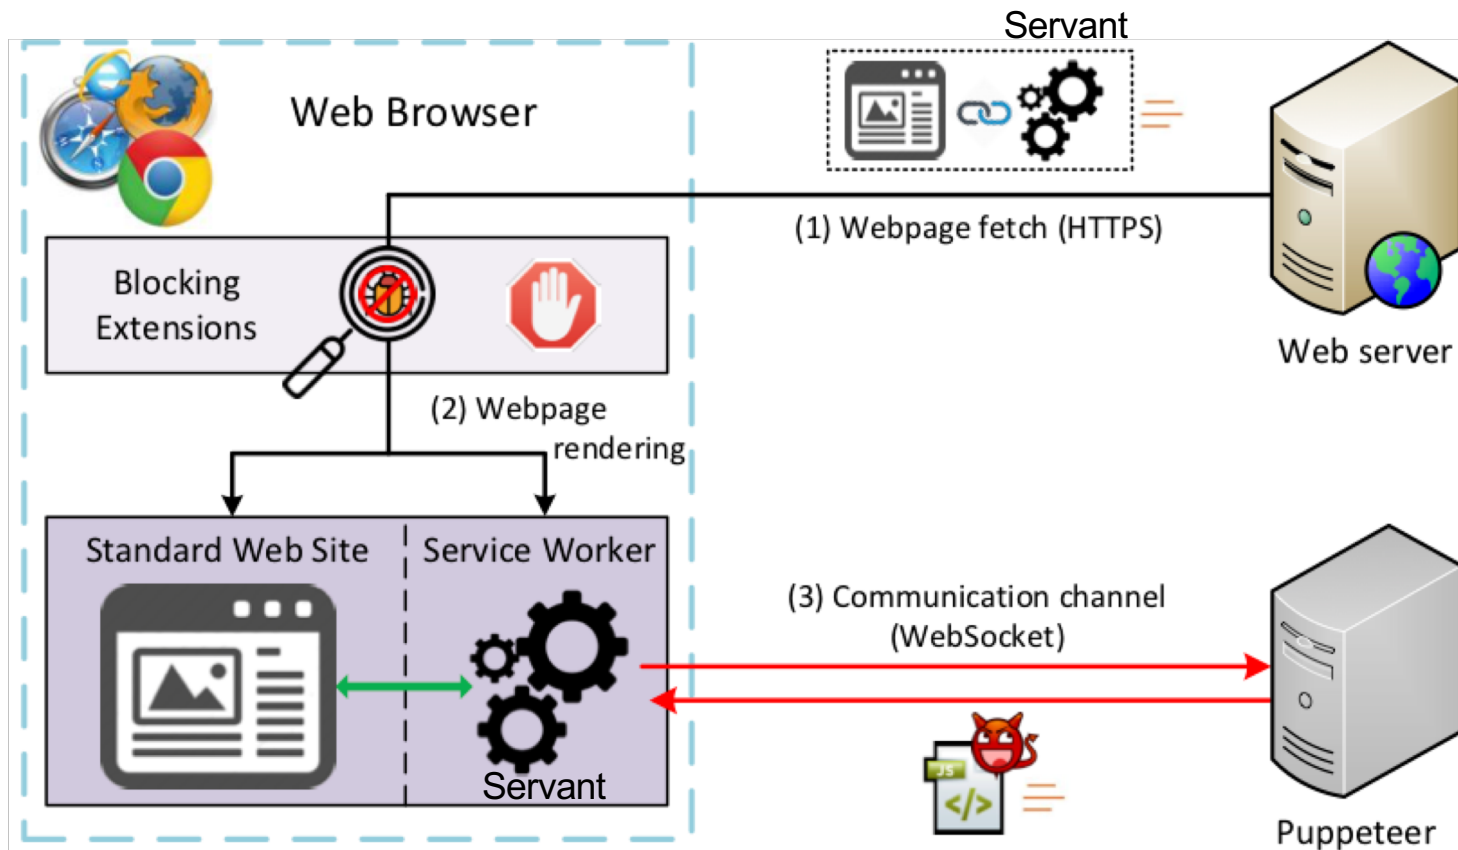 Servant
Web Browser
(1) Webpage fetch (HTTPS)
Blocking
Extensions
Web server
(2) Webpage
rendering
Standard Web Site
Service Worker
(3) Communication channel
(WebSocket)
Servant
JS
</>
Puppeteer